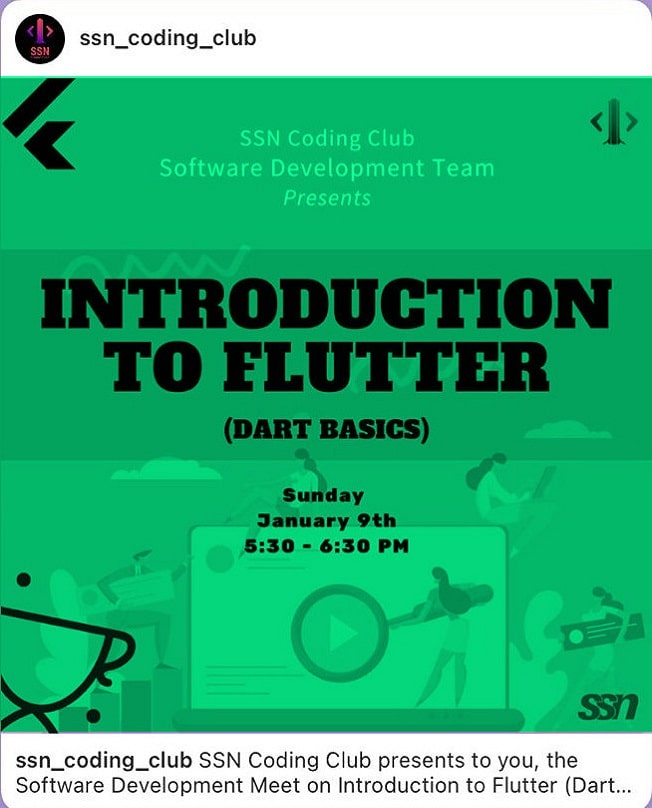 SSN
ssn_coding_club
SSN Coding Club
Software Development Team
Presents
INTRODUCTION
TO FLUTTER
(DART BASICS)
Sunday
January 9th
5:30 - 6:30 PM
ssn
ssn_coding_club SSN Coding Club presents to you, the
Software Development Meet on Introduction to Flutter (Dart...